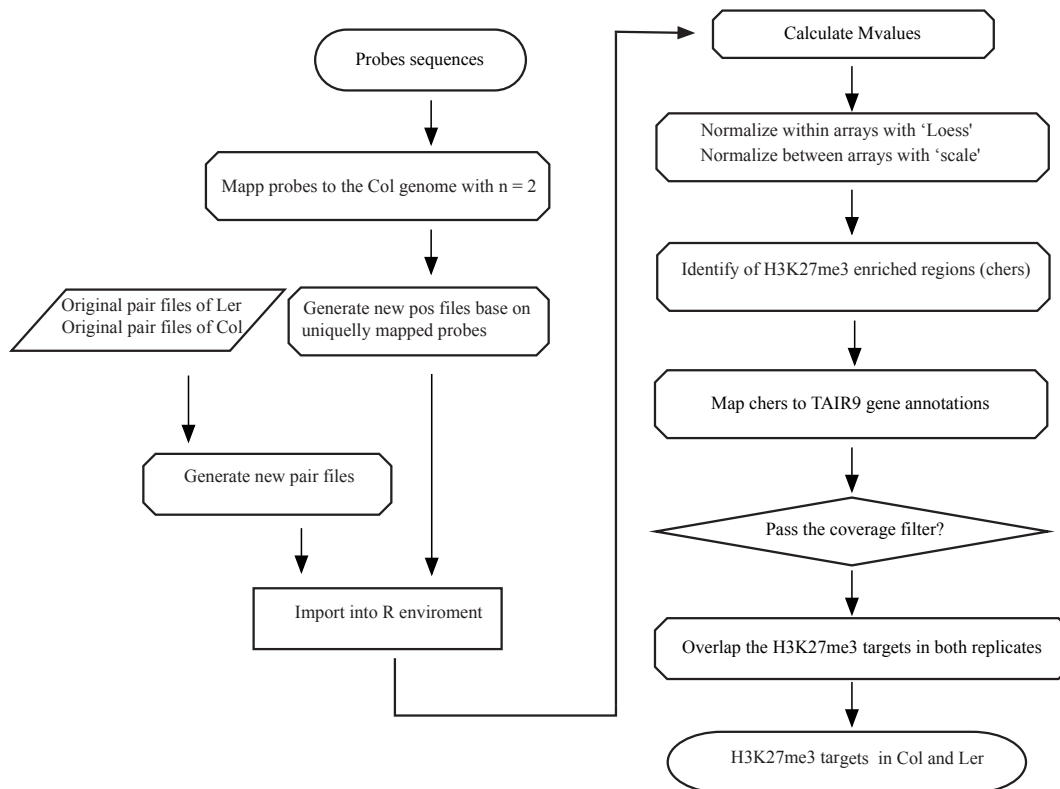 Probes sequences
Mapp probes to the Col genome with n = 2
Original pair files of Ler
Original pair files of Col
Generate new pos files base on
uniquelly mapped probes
Generate new pair files
Import into R enviroment
Calculate Mvalues
Normalize within arrays with ‘Loess'
Normalize between arrays with ‘scale'
Identify of H3K27me3 enriched regions (chers)
Map chers to TAIR9 gene annotations
Pass the coverage filter?
Overlap the H3K27me3 targets in both replicates
H3K27me3 targets in Col and Ler